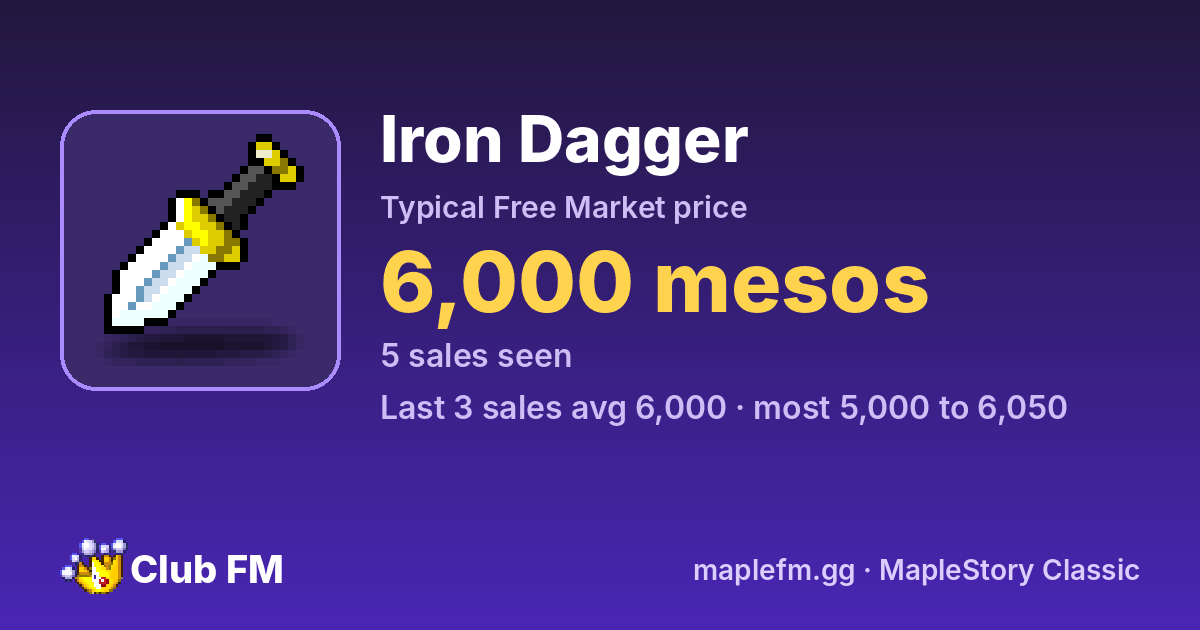 Iron Dagger
Typical Free Market price
6,000 mesos
5 sales seen
Last 3 sales avg 6,000 · most 5,000 to 6,050
Club FM
maplefm.gg · MapleStory Classic